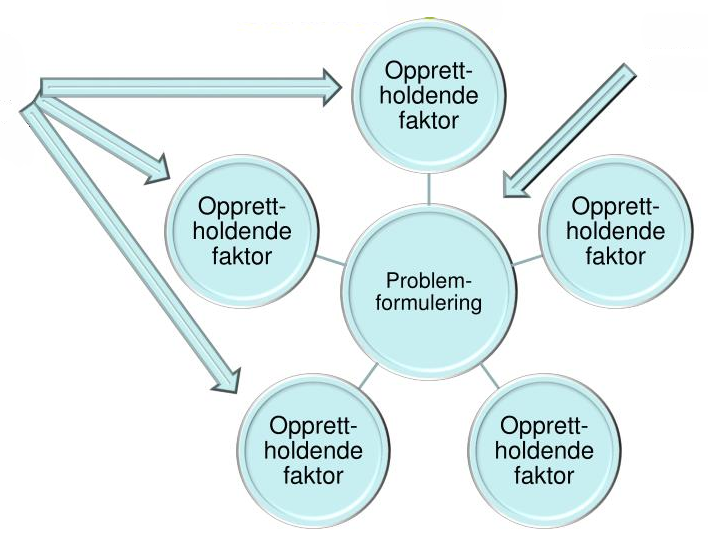 Opprett-
holdende
faktor
Opprett-
holdende
faktor
Opprett-
holdende
faktor
Problem-
formulering
Opprett-
holdende
faktor
Opprett-
holdende
faktor